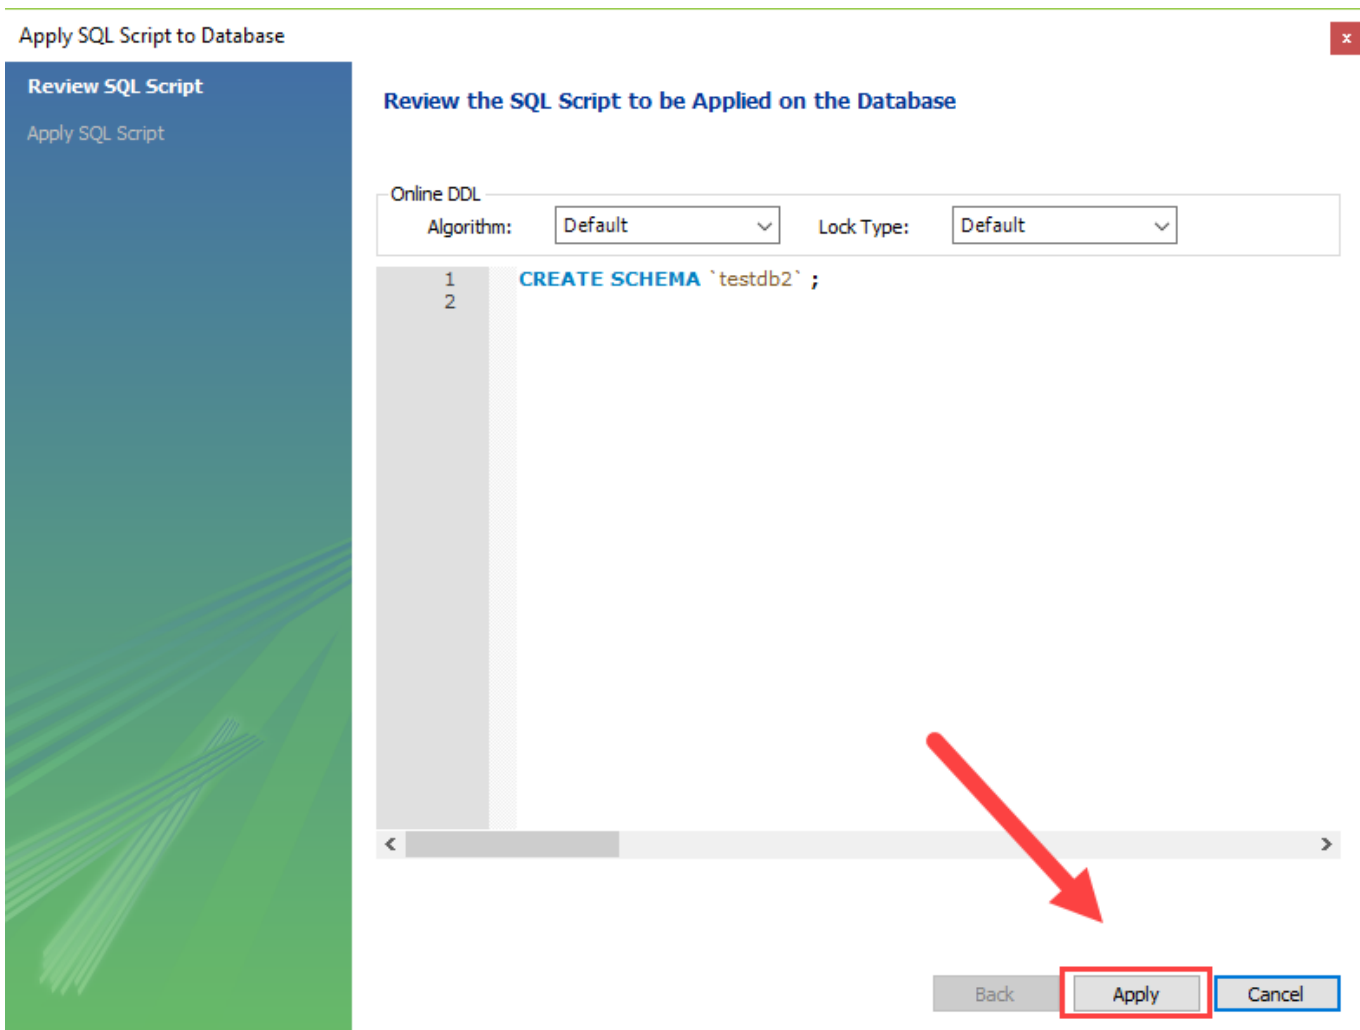 Apply SQL Script to Database
x
Review SQL Script
Apply SQL Script
Review the SQL Script to be Applied on the Database
Online DDL
Algorithm: Default Lock Type: Default
1 CREATE SCHEMA `testdb2` ;
2
Back Apply Cancel